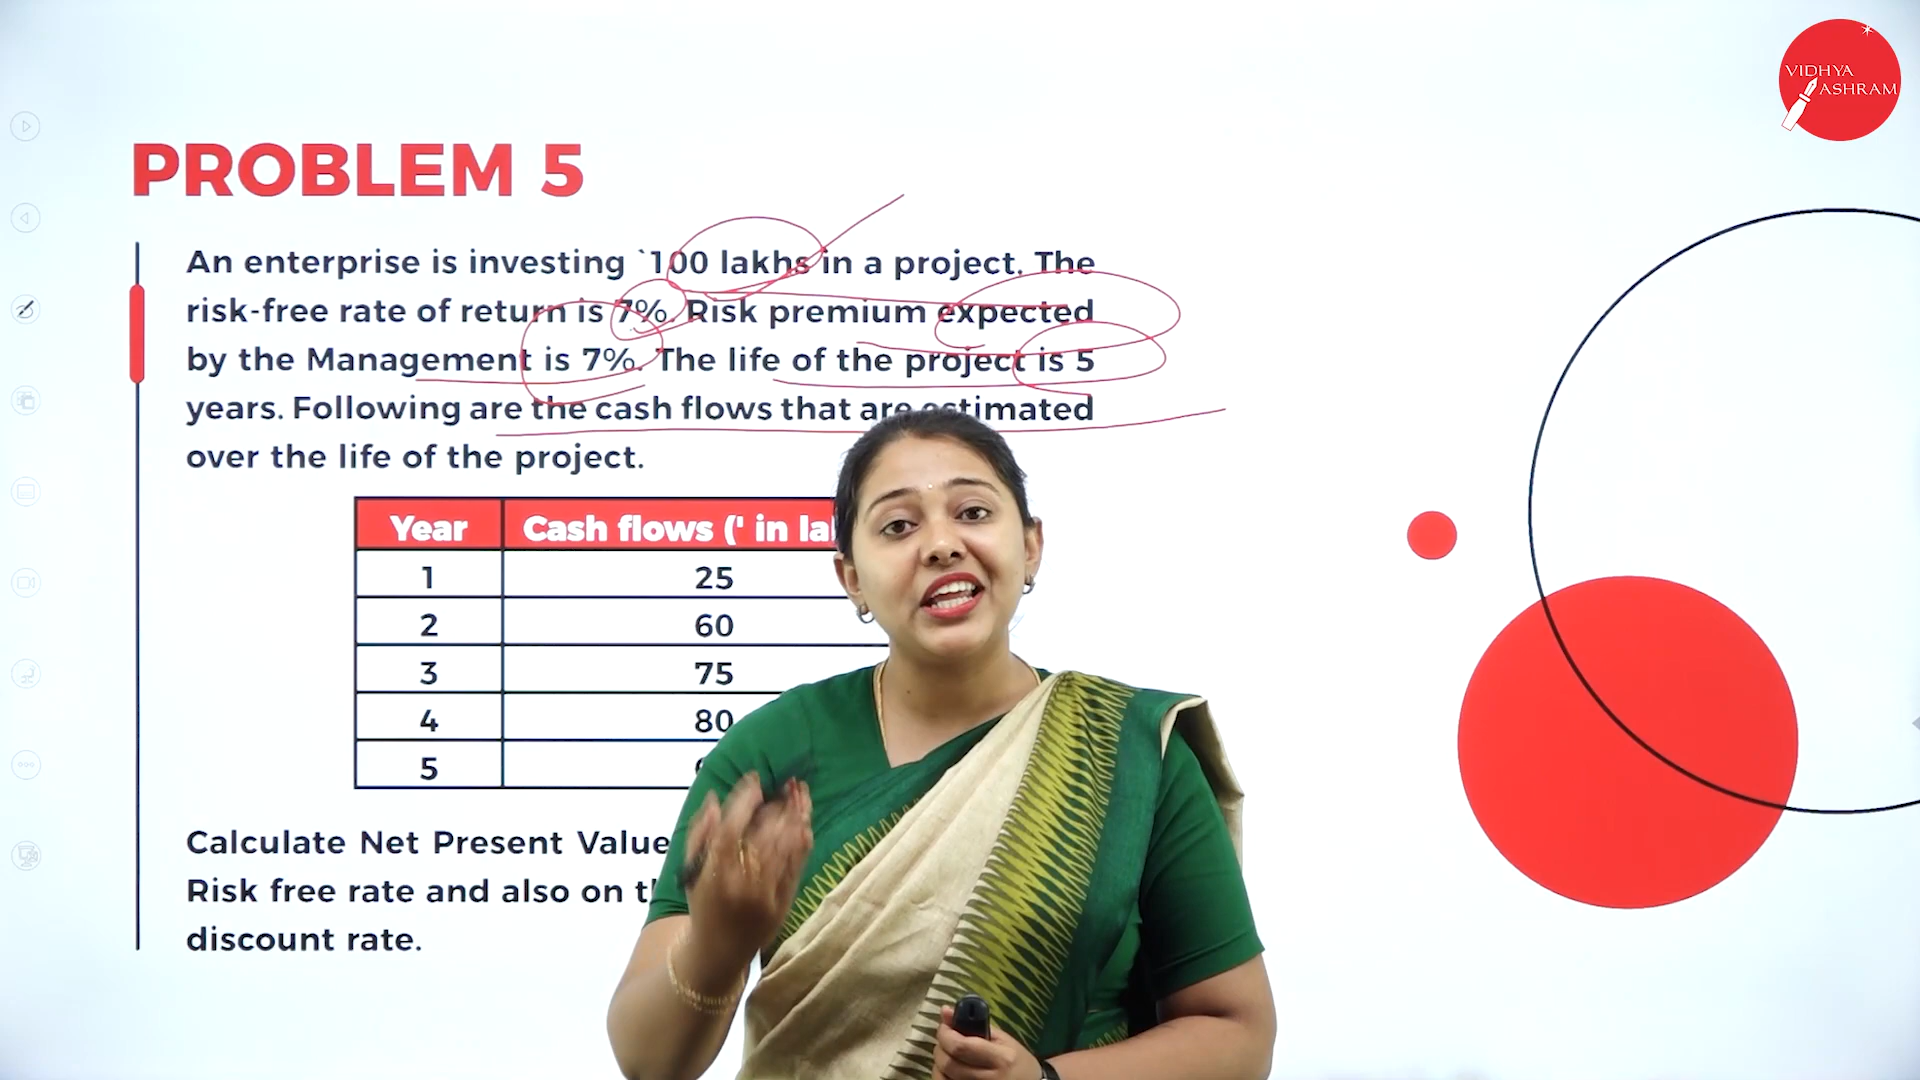 VIDHYA
ASHRAM
PROBLEM 5
An enterprise is investing `100 lakhs in a project. The
risk-free rate of return is 7%. Risk premium expected
by the Management is 7%. The life of the project is 5
years. Following are the cash flows that are estimated
over the life of the project.
Year Cash flows (' in
1 25
2 60
3 75
4 80
5
Calculate Net Present Value
Risk free rate and also on
discount rate.